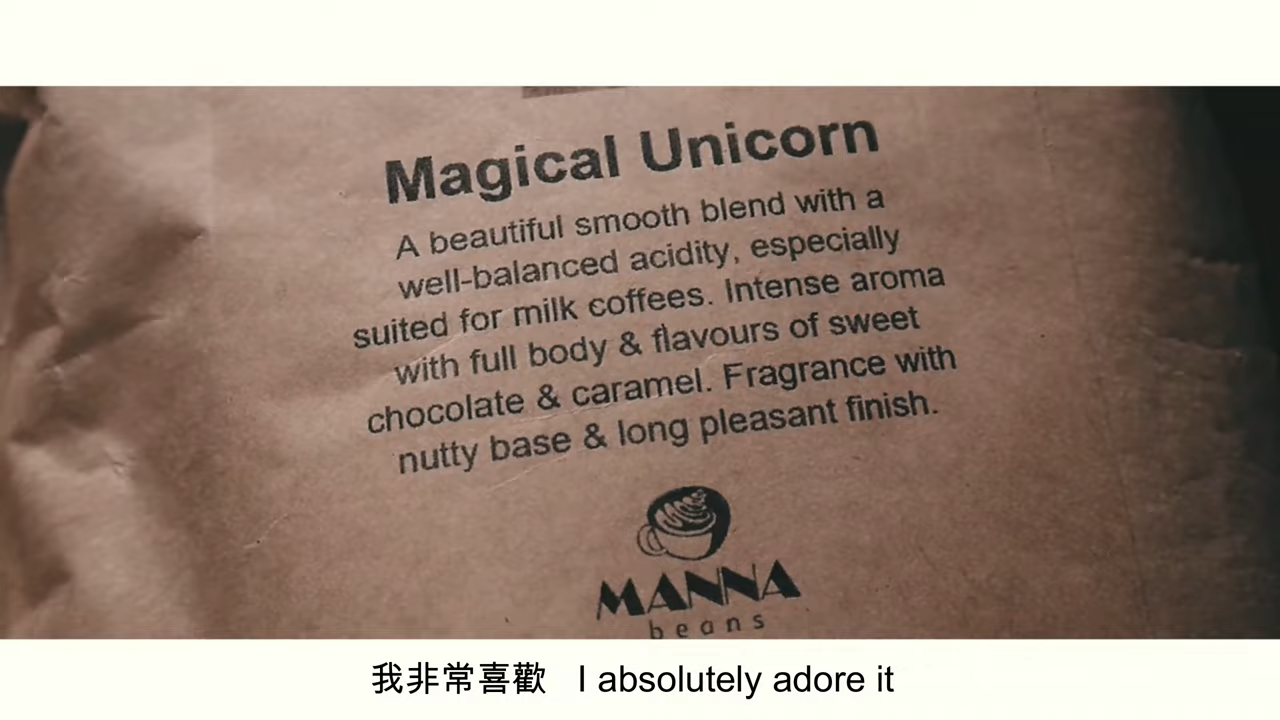 Magical Unicorn
A beautiful smooth blend with a
well-balanced acidity, especially
suited for milk coffees. Intense aroma
with full body & flavours of sweet
chocolate & caramel. Fragrance with
nutty base & long pleasant finish.
MANNA
beans
我非常喜歡 I absolutely adore it